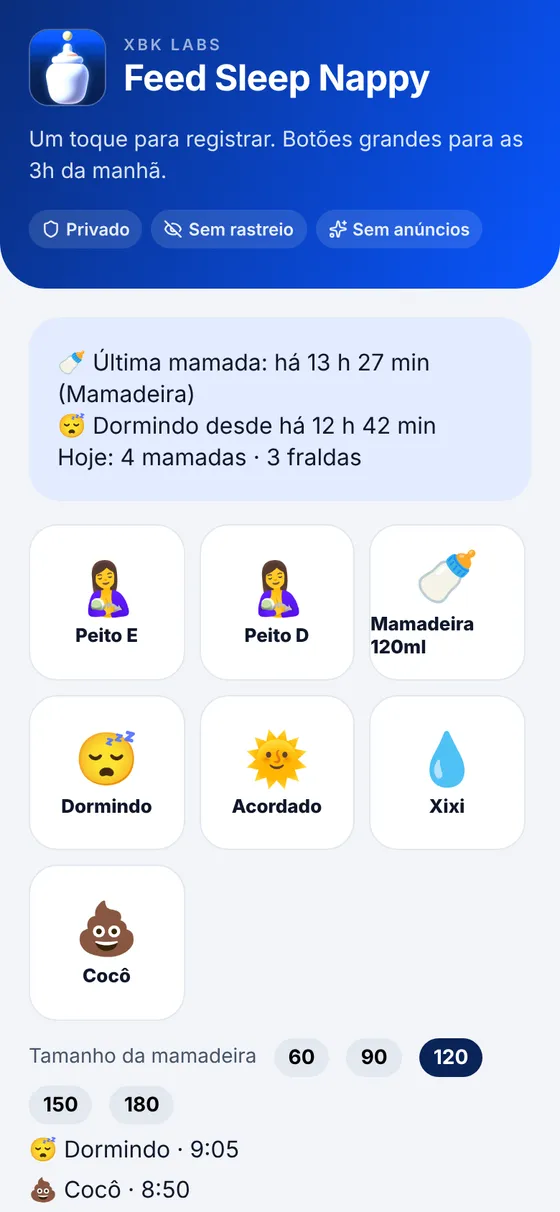 XBK LABS
Feed Sleep Nappy
Um toque para registrar. Botões grandes para as
3h da manhã.
Privado
Sem rastreio
Sem anúncios
🍼 Última mamada: há 13 h 27 min
(Mamadeira)
😴 Dormindo desde há 12 h 42 min
Hoje: 4 mamadas · 3 fraldas
Peito E
Peito D
Mamadeira
120ml
Dormindo
Acordado
Xixi
Cocô
Tamanho da mamadeira
60
90
120
150
180
😴 Dormindo · 9:05
💩 Cocô · 8:50